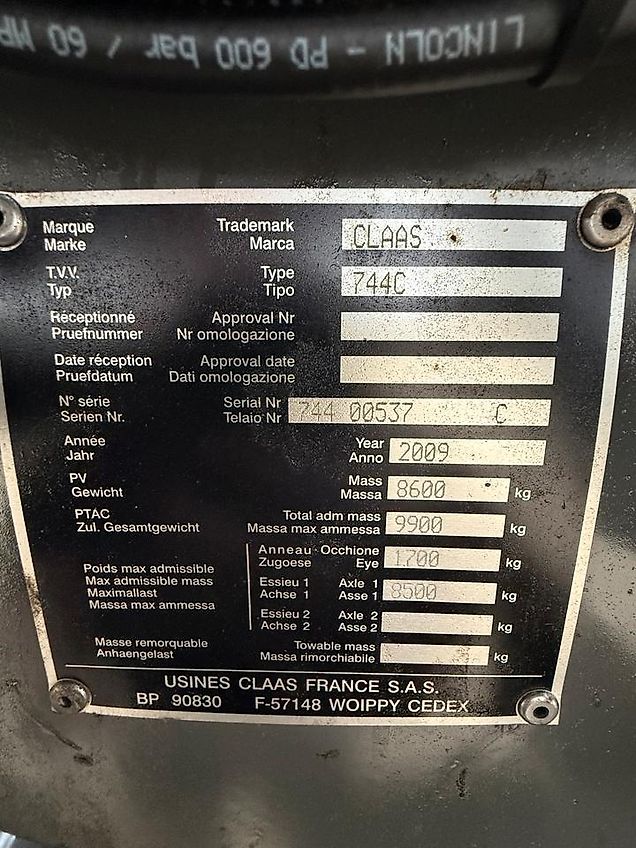 LINCOLN - PD 600 bar / 60 MP
Marque Trademark CLAAS
Marke Marca
T.V.V. Type 744C
Typ Tipo
Réceptionné Approval Nr
Pruefnummer Nr omologazione
Date réception Approval date
Pruefdatum Dati omologazione
N° série Serial Nr 744 00537 C
Serien Nr. Telaio Nr
Année Year 2009
Jahr Anno
PV Mass 8600 kg
Gewicht Massa
PTAC Total adm mass 9900 kg
Zul. Gesamtgewicht Massa max ammessa
Anneau Occhione 1700 kg
Zugoese Eye
Poids max admissible Essieu 1 Axle 1 8500 kg
Max admissible mass Achse 1 Asse 1
Maximallast Essieu 2 Axle 2 kg
Massa max ammessa Achse 2 Asse 2
Masse remorquable Towable mass kg
Anhaengelast Massa rimorchiabile
USINES CLAAS FRANCE S.A.S.
BP 90830 F-57148 WOIPPY CEDEX